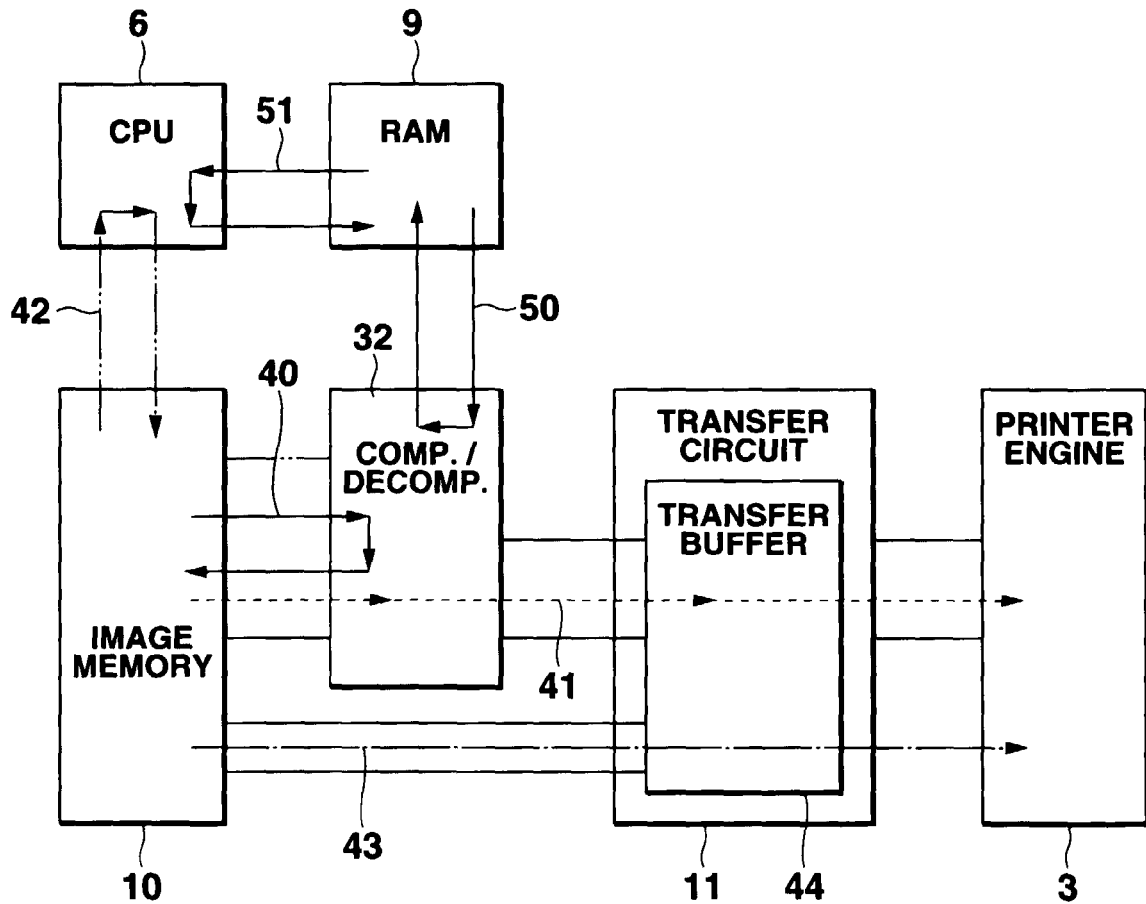 6
9
CPU
51
RAM
42
50
32
40
COMP. /
DECOMP.
TRANSFER
CIRCUIT
PRINTER
ENGINE
TRANSFER
BUFFER
IMAGE
MEMORY
41
43
10
11
44
3